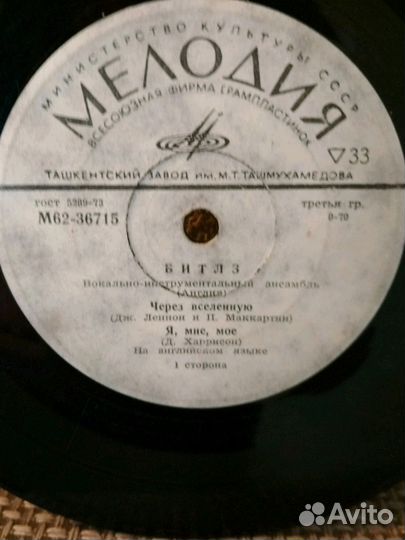 МИНИСТЕРСТВО КУЛЬТУРЫ СССР
МЕЛОДИЯ
ВСЕСОЮЗНАЯ ФИРМА ГРАМПЛАСТИНОК
▽33
ТАШКЕНТСКИЙ ЗАВОД ИМ. М.Т. ТАШМУХАМЕДОВА
гост 5289-73
третья гр.
М62-36715
0-70
БИТЛЗ
Вокально-инструментальный ансамбль
(Англия)
Через вселенную
(Дж. Леннон и П. Маккартни)
Я, мне, мое
(Д. Харрисон)
На английском языке
1 сторона
Avito